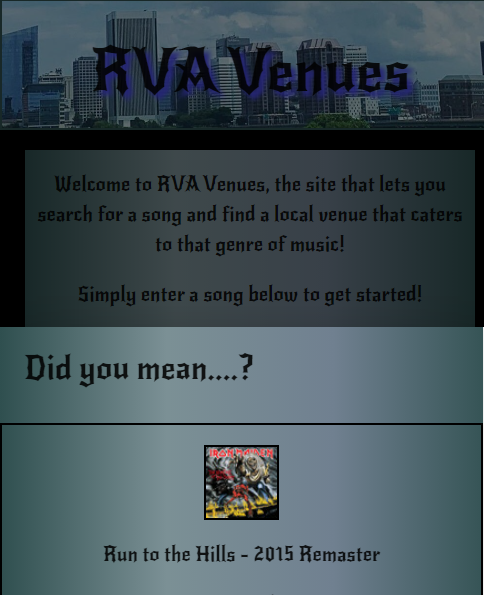 RVA Venues
Welcome to RVA Venues, the site that lets you
search for a song and find a local venue that caters
to that genre of music!
Simply enter a song below to get started!
Did you mean....?
IRON MAIDEN
Run to the Hills - 2015 Remaster